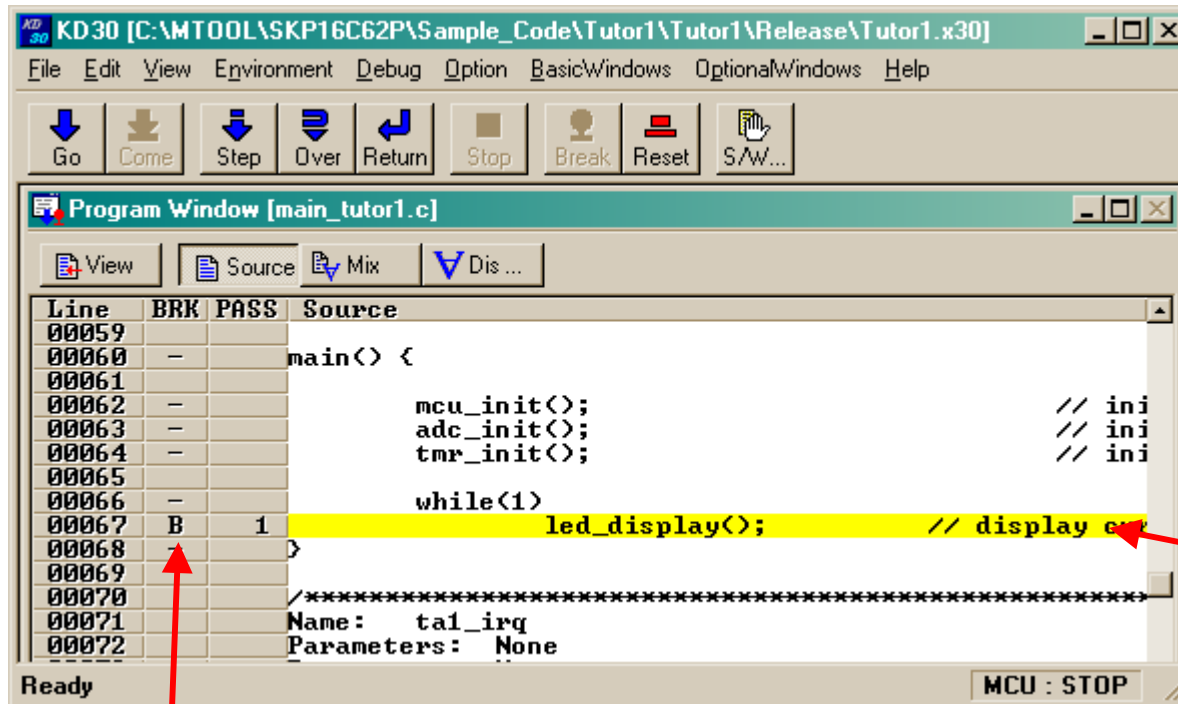 KD 30 KD30 [C:\MTOOL\SKP16C62P\Sample_Code\Tutor1\Tutor1\Release\Tutor1.x30]
File Edit View Environment Debug Option BasicWindows OptionalWindows Help
Go Come Step Over Return Stop Break Reset S/W...
Program Window [main_tutor1.c]
View Source Mix Dis ...
Line BRK PASS Source
00059
00060 - main() {
00061
00062 - mcu_init(); // ini
00063 - adc_init(); // ini
00064 - tmr_init(); // ini
00065
00066 - while(1)
00067 B 1 led_display(); // display
00068 - }
00069
00070 /******************************************************
00071 Name: ta1_irq
00072 Parameters: None
Ready MCU : STOP